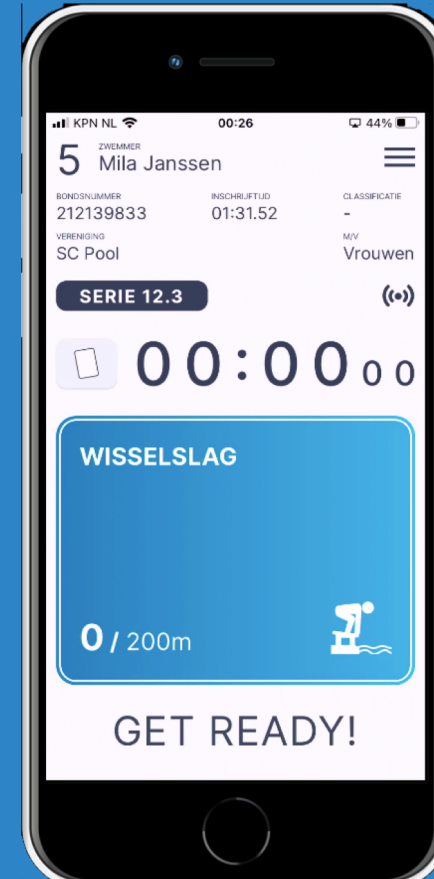 KPN NL 00:26 44%
5 ZWEMMER
Mila Janssen
BONDSNUMMER INSCHRIJFTIJD CLASSIFICATIE
212139833 01:31.52 -
VERENIGING M/V
SC Pool Vrouwen
SERIE 12.3
00:00 00
WISSELSLAG
0 / 200m
GET READY!